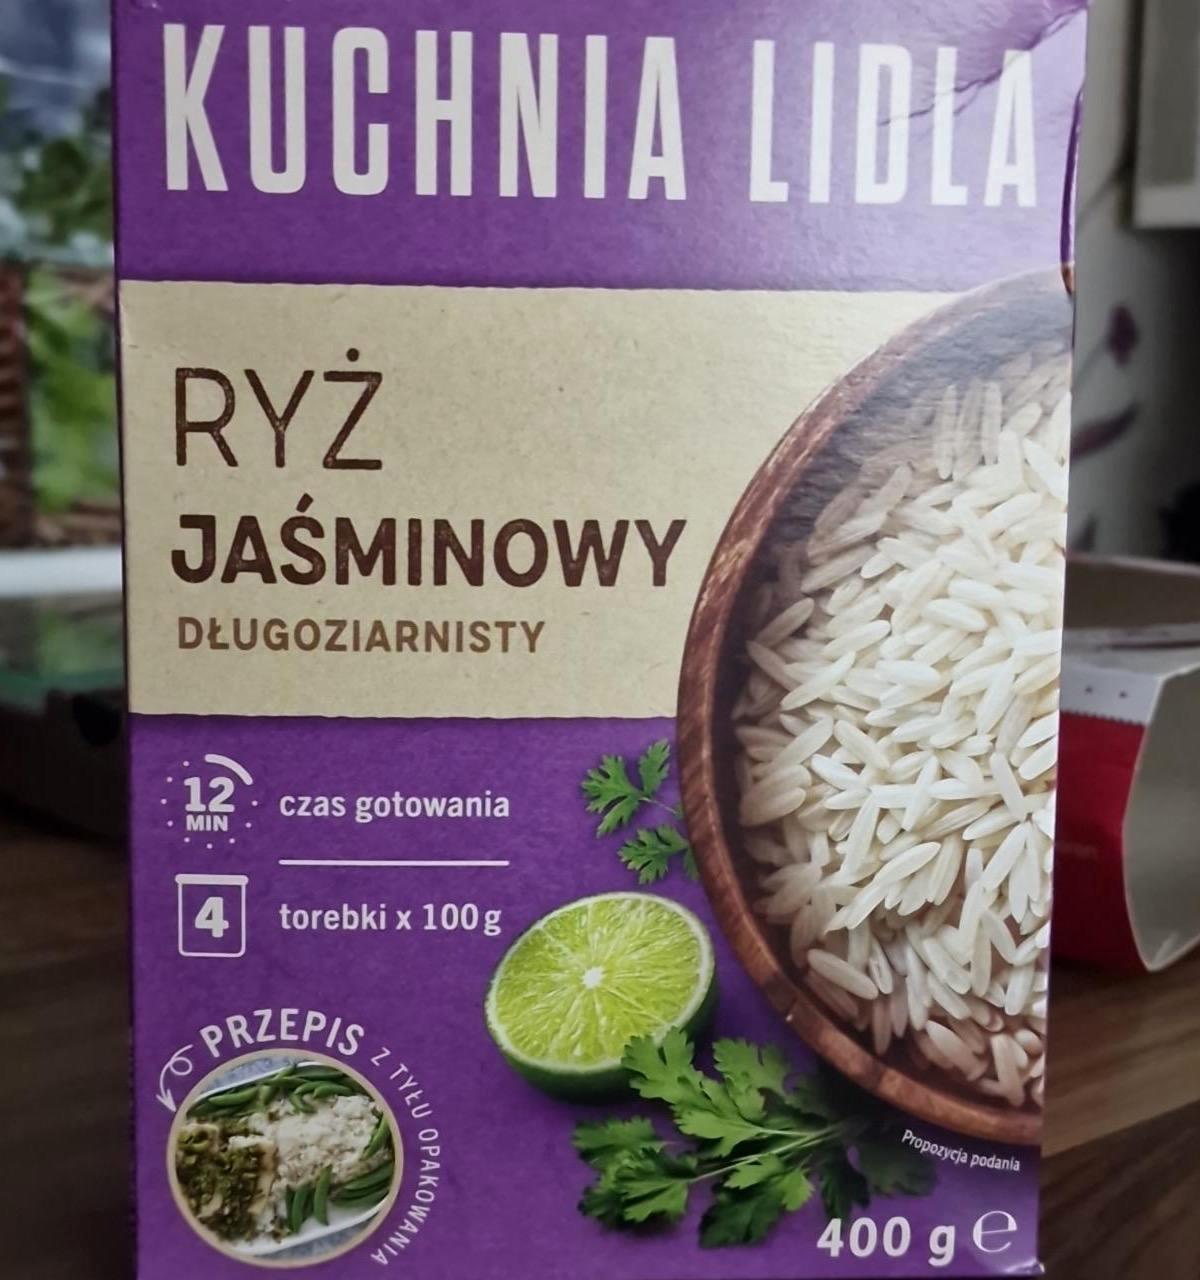 KUCHNIA LIDLA
RYŻ
JAŚMINOWY
DŁUGOZIARNISTY
12
MIN
czas gotowania
4
torebki x 100g
PRZEPIS
Z TYŁU OPAKOWANIA
Propozycja podania
400 g ℮